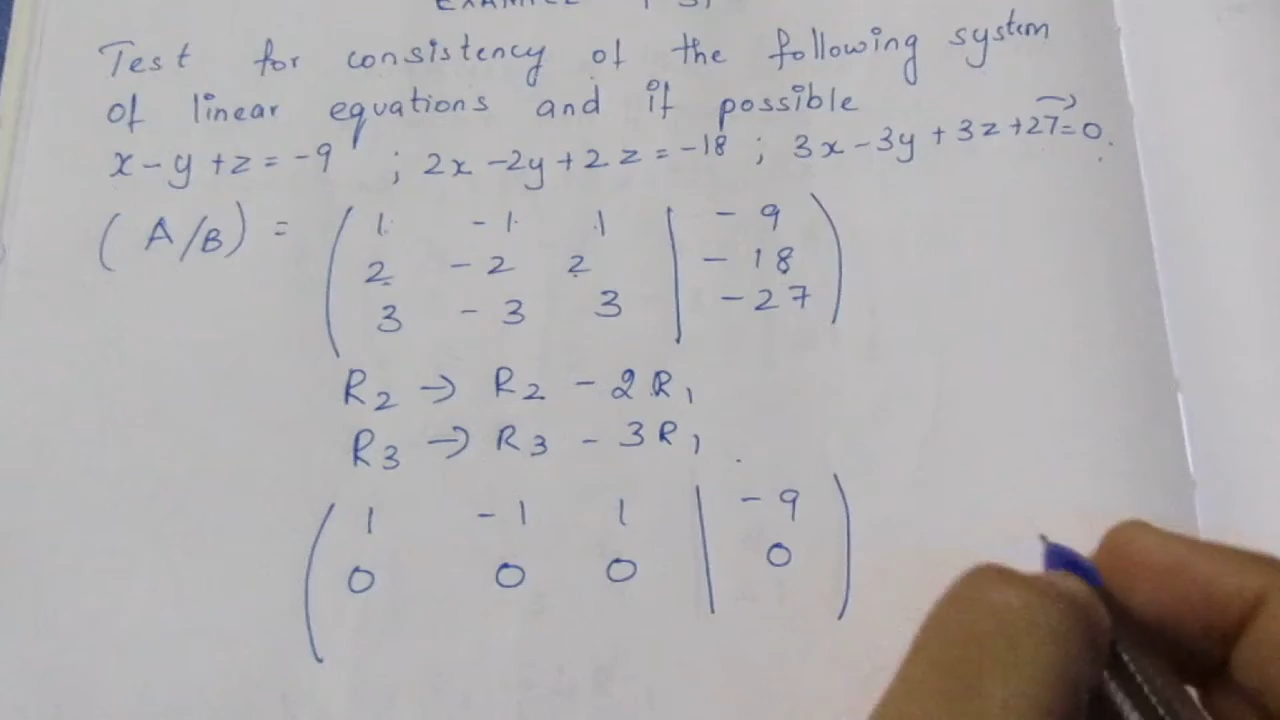 Test for consistency of the following system
of linear equations and if possible
x - y + z = -9 ; 2x - 2y + 2z = -18 ; 3x - 3y + 3z + 27 = 0.
(A/B) = ( 1 -1 1 | -9 )
2 -2 2 | -18
3 -3 3 | -27
R2 → R2 - 2R1
R3 → R3 - 3R1
( 1 -1 1 | -9 )
0 0 0 | 0